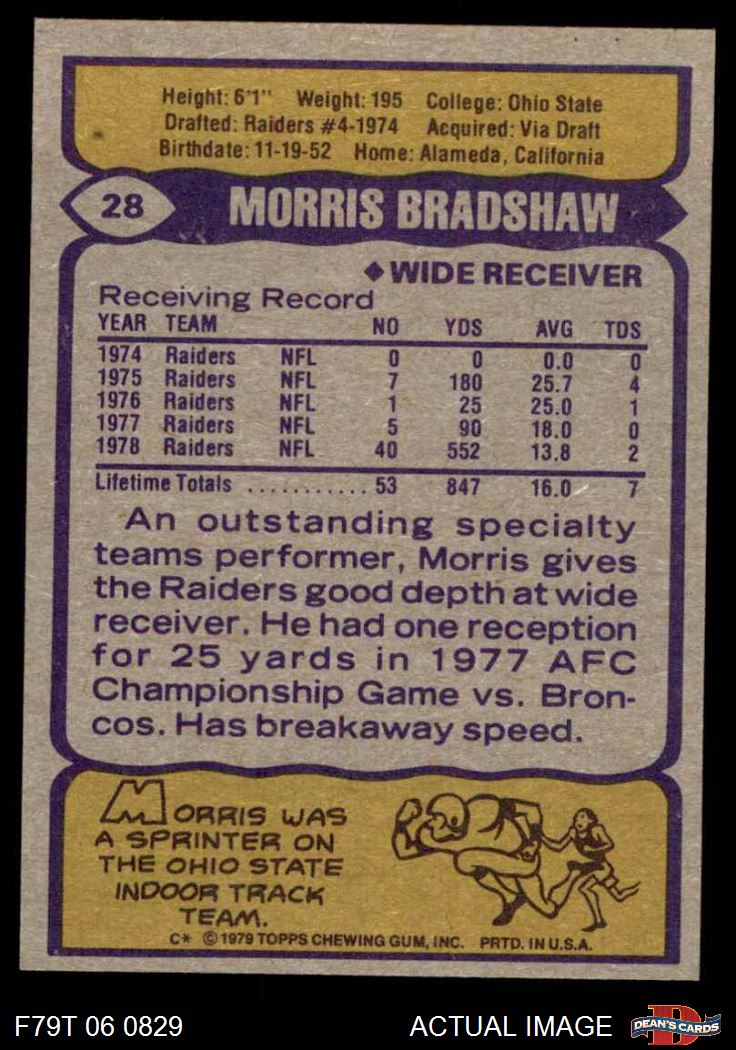 Height: 6'1" Weight: 195 College: Ohio State
Drafted: Raiders #4-1974 Acquired: Via Draft
Birthdate: 11-19-52 Home: Alameda, California
28 MORRIS BRADSHAW
◆ WIDE RECEIVER
Receiving Record
YEAR TEAM NO YDS AVG TDS
1974 Raiders NFL 0 0 0.0 0
1975 Raiders NFL 7 180 25.7 4
1976 Raiders NFL 1 25 25.0 1
1977 Raiders NFL 5 90 18.0 0
1978 Raiders NFL 40 552 13.8 2
Lifetime Totals ........... 53 847 16.0 7
An outstanding specialty
teams performer, Morris gives
the Raiders good depth at wide
receiver. He had one reception
for 25 yards in 1977 AFC
Championship Game vs. Bron-
cos. Has breakaway speed.
MORRIS WAS
A SPRINTER ON
THE OHIO STATE
INDOOR TRACK
TEAM.
C* © 1979 TOPPS CHEWING GUM, INC. PRTD. IN U.S.A.
F79T 06 0829 ACTUAL IMAGE D DEAN'S CARDS